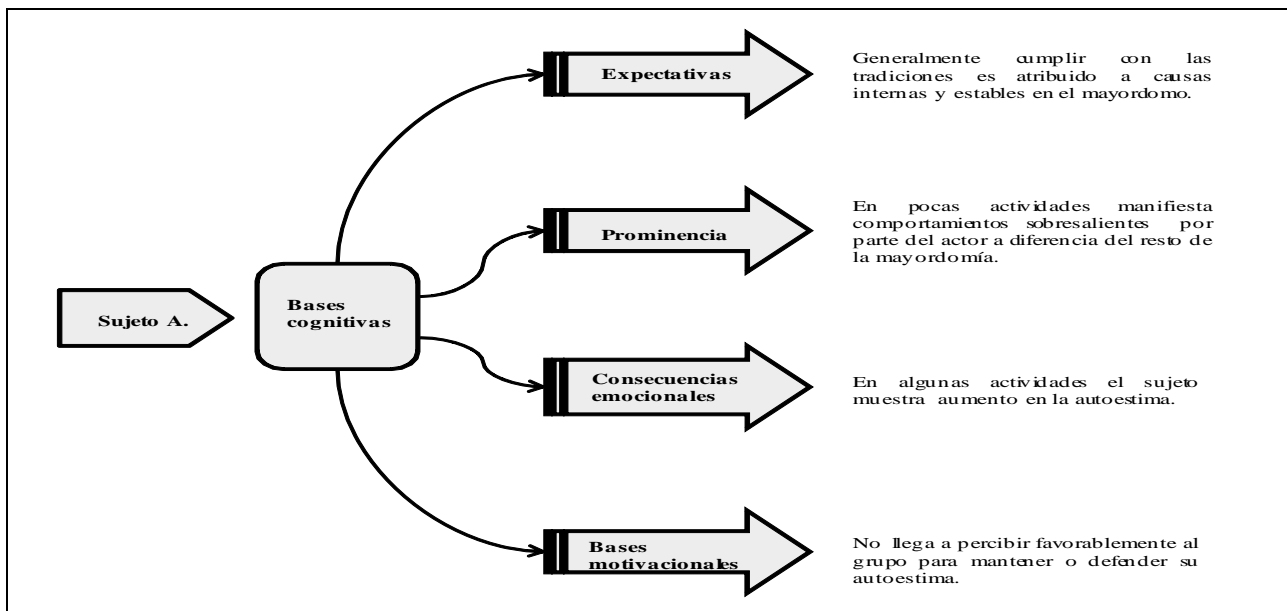 Sujeto A.
Bases
cognitivas
Expectativas
Generalmente cumplir con las
tradiciones es atribuido a causas
internas y estables en el mayordomo.
Prominencia
En pocas actividades manifiesta
comportamientos sobresalientes por
parte del actor a diferencia del resto de
la mayordomía.
Consecuencias
emocionales
En algunas actividades el sujeto
muestra aumento en la autoestima.
Bases
motivacionales
No llega a percibir favorablemente al
grupo para mantener o defender su
autoestima.